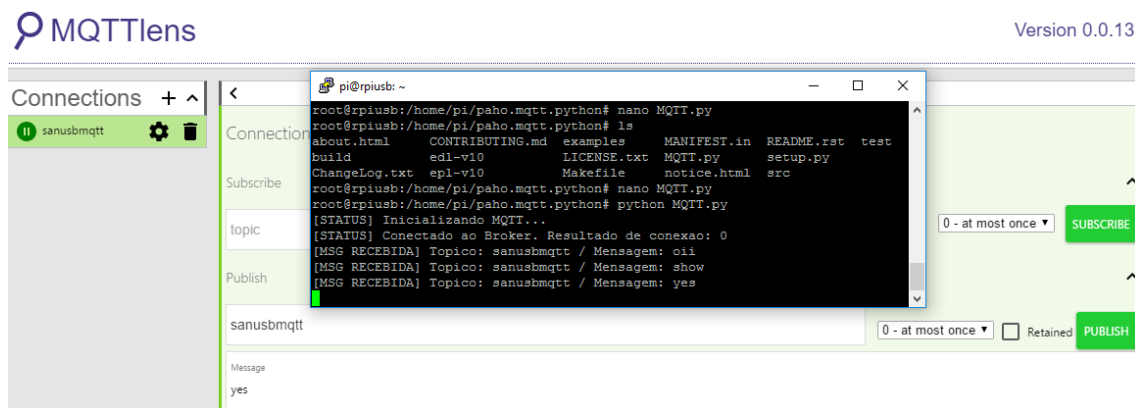 MQTTlens
Version 0.0.13
Connections
sanusbmqtt
Connection
Subscribe
topic
0 - at most once
SUBSCRIBE
Publish
sanusbmqtt
0 - at most once
Retained
PUBLISH
Message
yes
pi@rpiusb: ~
root@rpiusb:/home/pi/paho.mqtt.python# nano MQTT.py
root@rpiusb:/home/pi/paho.mqtt.python# ls
about.html CONTRIBUTING.md examples MANIFEST.in README.rst test
build edl-v10 LICENSE.txt MQTT.py setup.py
ChangeLog.txt epl-v10 Makefile notice.html src
root@rpiusb:/home/pi/paho.mqtt.python# nano MQTT.py
root@rpiusb:/home/pi/paho.mqtt.python# python MQTT.py
[STATUS] Inicializando MQTT...
[STATUS] Conectado ao Broker. Resultado de conexao: 0
[MSG RECEBIDA] Topico: sanusbmqtt / Mensagem: oii
[MSG RECEBIDA] Topico: sanusbmqtt / Mensagem: show
[MSG RECEBIDA] Topico: sanusbmqtt / Mensagem: yes